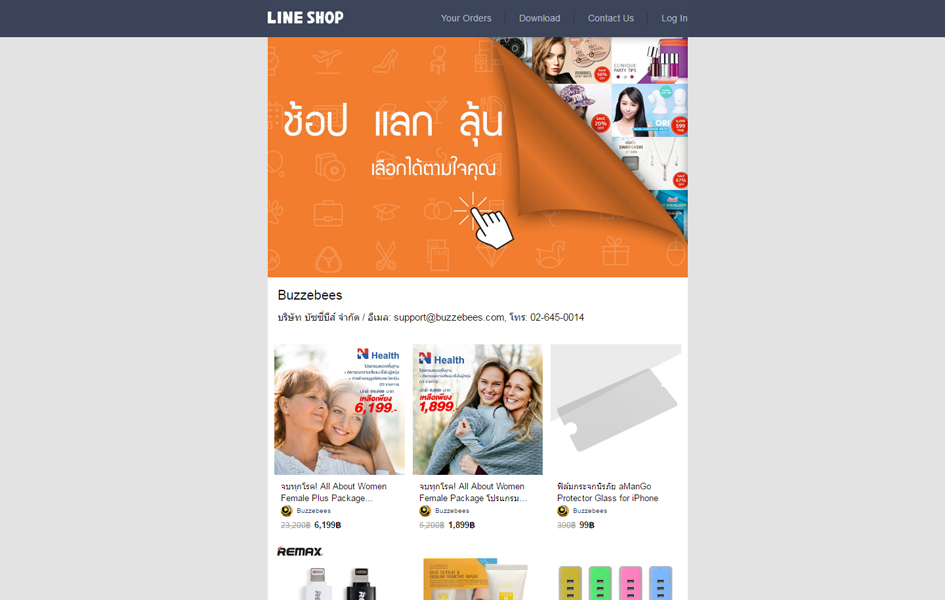 LINE SHOP
Your Orders
Download
Contact Us
Log In
ช้อป แลก ลุ้น
เลือกได้ตามใจคุณ
CLINIQUE
PARTY TIPS
Buzzebees
บริษัท บัซซี่บีส์ จำกัด / อีเมล: support@buzzebees.com, โทร: 02-645-0014
N Health
เหลือเพียง
6,199.-
N Health
เหลือเพียง
1,899.-
จบทุกโรค! All About Women
Female Plus Package...
Buzzebees
23,200฿ 6,199฿
จบทุกโรค! All About Women
Female Package โปรแกรม...
Buzzebees
5,200฿ 1,899฿
ฟิล์มกระจกนิรภัย aManGo
Protector Glass for iPhone
Buzzebees
390฿ 99฿
REMAX